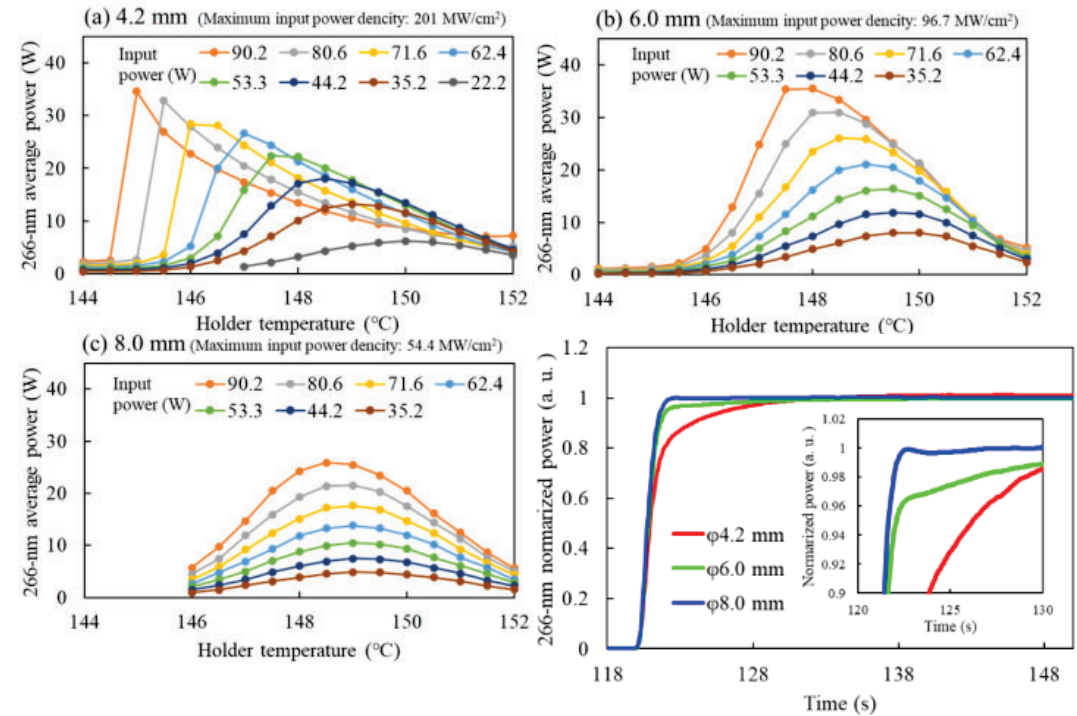 (a) 4.2 mm (Maximum input power dencity: 201 MW/cm²)
Input power (W)
90.2 80.6 71.6 62.4
53.3 44.2 35.2 22.2
266-nm average power (W)
40
30
20
10
0
144 146 148 150 152
Holder temperature (℃)
(b) 6.0 mm (Maximum input power dencity: 96.7 MW/cm²)
Input
power (W)
90.2 80.6 71.6 62.4
53.3 44.2 35.2
266-nm average power (W)
40
30
20
10
0
144 146 148 150 152
Holder temperature (℃)
(c) 8.0 mm (Maximum input power dencity: 54.4 MW/cm²)
Input
power (W)
90.2 80.6 71.6 62.4
53.3 44.2 35.2
266-nm average power (W)
40
30
20
10
0
144 146 148 150 152
Holder temperature (℃)
266-nm normarized power (a. u.)
1.2
1
0.8
0.6
0.4
0.2
0
118 128 138 148
Time (s)
φ4.2 mm
φ6.0 mm
φ8.0 mm
Normarized power (a. u.)
1.02
1
0.98
0.96
0.94
0.92
0.9
120 125 130
Time (s)